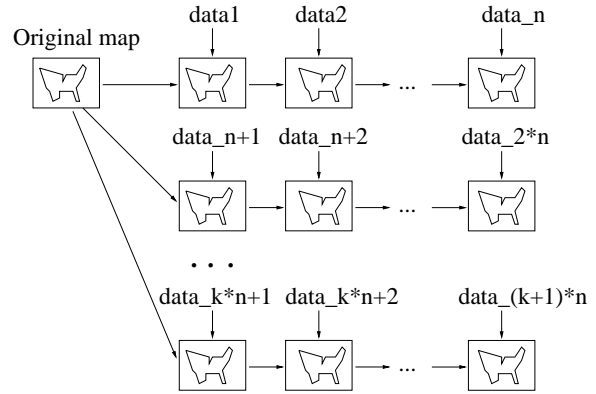 data1 data2 data_n
Original map
...
data_n+1 data_n+2 data_2*n
...
. . .
data_k*n+1 data_k*n+2 data_(k+1)*n
...